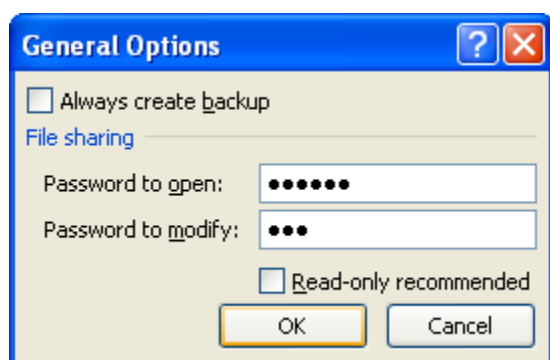 General Options
Always create backup
File sharing
Password to open: ●●●●●●
Password to modify: ●●●
Read-only recommended
OK Cancel